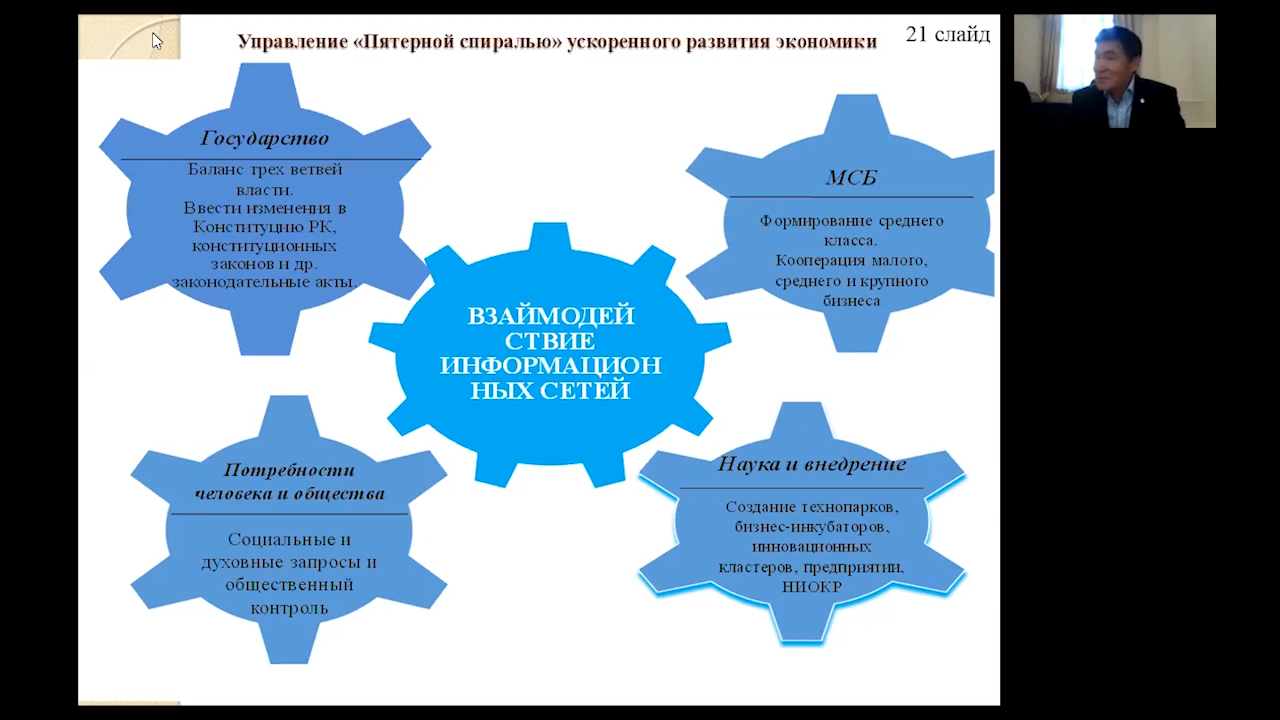 Управление «Пятерной спиралью» ускоренного развития экономики
21 слайд
Государство
Баланс трех ветвей
власти.
Ввести изменения в
Конституцию РК,
конституционных
законов и др.
законодательные акты.
МСБ
Формирование среднего
класса.
Кооперация малого,
среднего и крупного
бизнеса
ВЗАИМОДЕЙ
СТВИЕ
ИНФОРМАЦИОН
НЫХ СЕТЕЙ
Потребности
человека и общества
Социальные и
духовные запросы и
общественный
контроль
Наука и внедрение
Создание технопарков,
бизнес-инкубаторов,
инновационных
кластеров, предприятии,
НИОКР